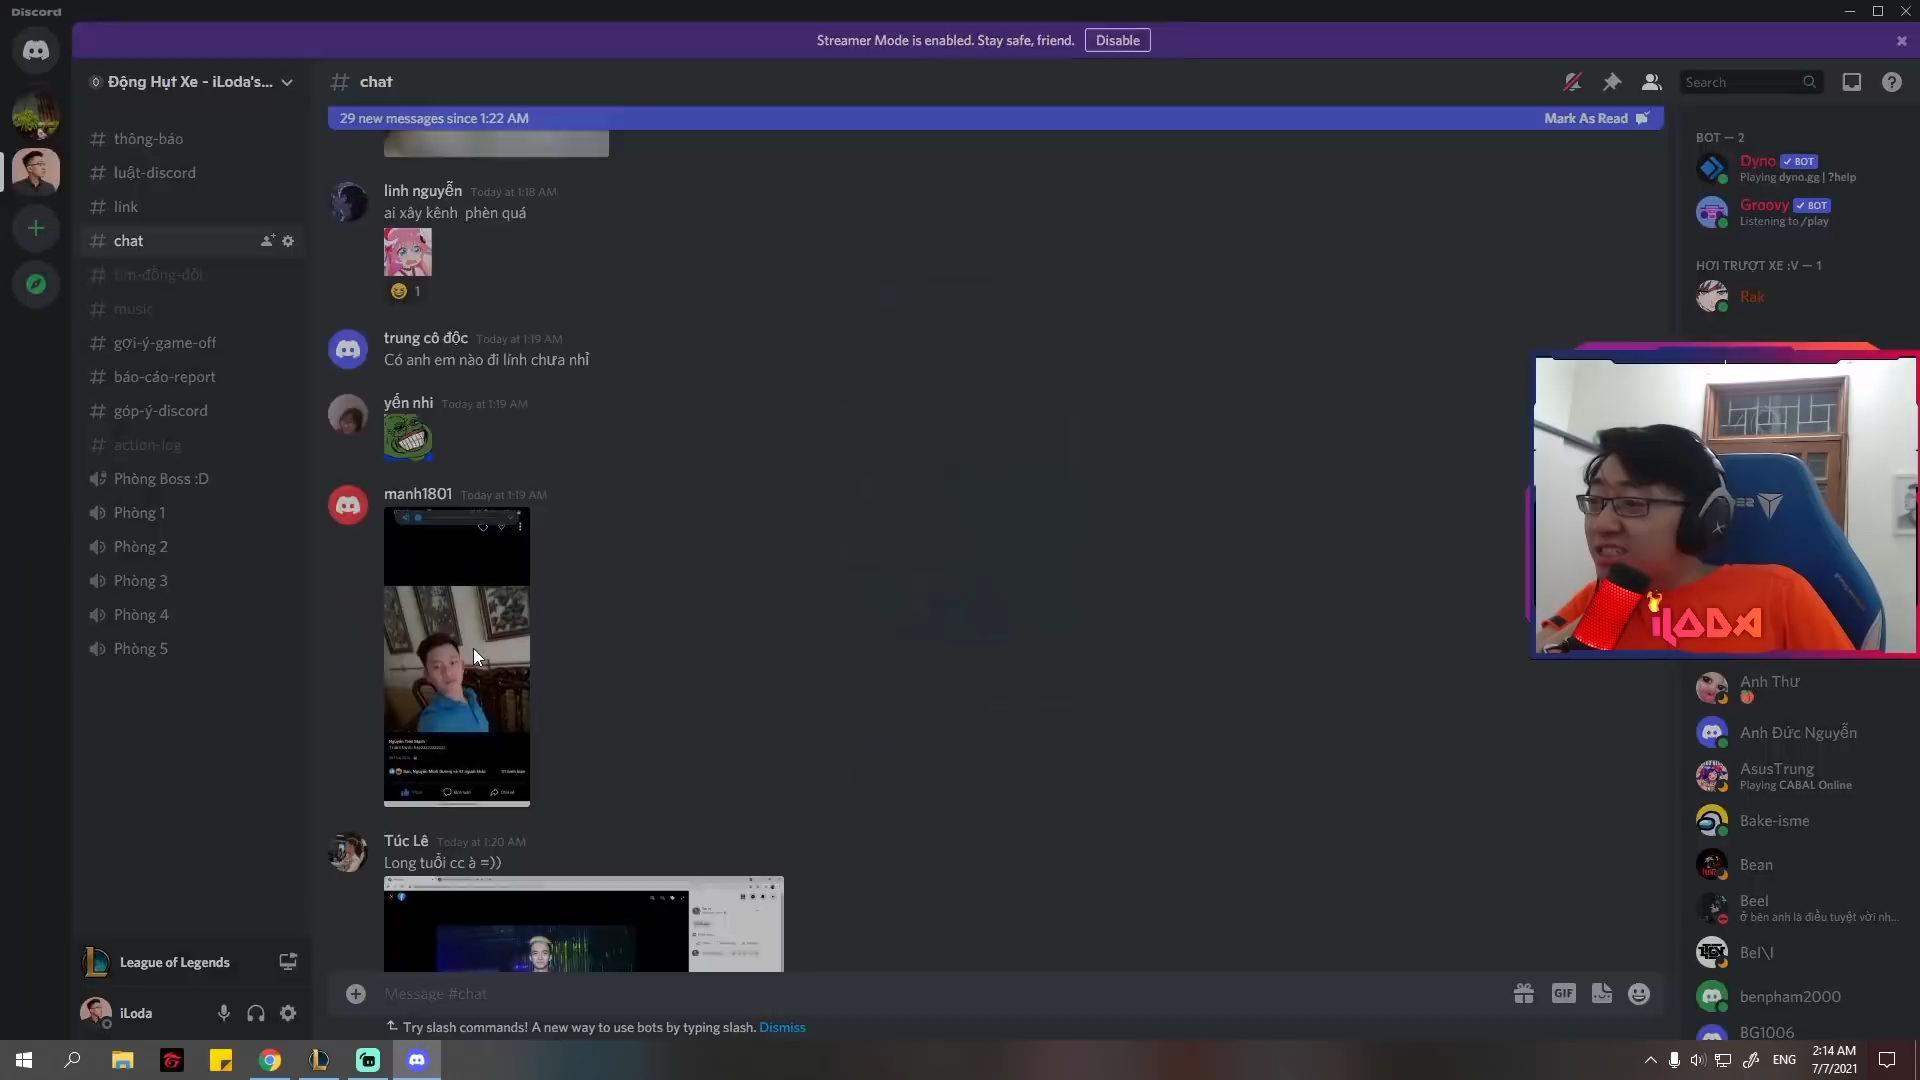 Discord
Streamer Mode is enabled. Stay safe, friend.
Disable
Động Hụt Xe - iLoda's...
thông-báo
luật-discord
link
chat
tìm-đồng-đội
music
gợi-ý-game-off
báo-cáo-report
góp-ý-discord
action-log
Phòng Boss :D
Phòng 1
Phòng 2
Phòng 3
Phòng 4
Phòng 5
League of Legends
iLoda
chat
Search
29 new messages since 1:22 AM
Mark As Read
linh nguyễn Today at 1:18 AM
ai xây kênh phèn quá
1
trung cô độc Today at 1:19 AM
Có anh em nào đi lính chưa nhỉ
yến nhi Today at 1:19 AM
manh1801 Today at 1:19 AM
Túc Lê Today at 1:20 AM
Long tuổi cc à =))
Message #chat
GIF
Try slash commands! A new way to use bots by typing slash. Dismiss
BOT — 2
Dyno BOT
Playing dyno.gg | ?help
Groovy BOT
Listening to /play
HƠI TRƯỢT XE :V — 1
Rak
iLODA
Anh Thư
Anh Đức Nguyễn
AsusTrung
Playing CABAL Online
Bake-isme
Bean
Beel
ở bên anh là điều tuyệt vời nh...
Bel\l
benpham2000
BG1006
ENG
2:14 AM
7/7/2021